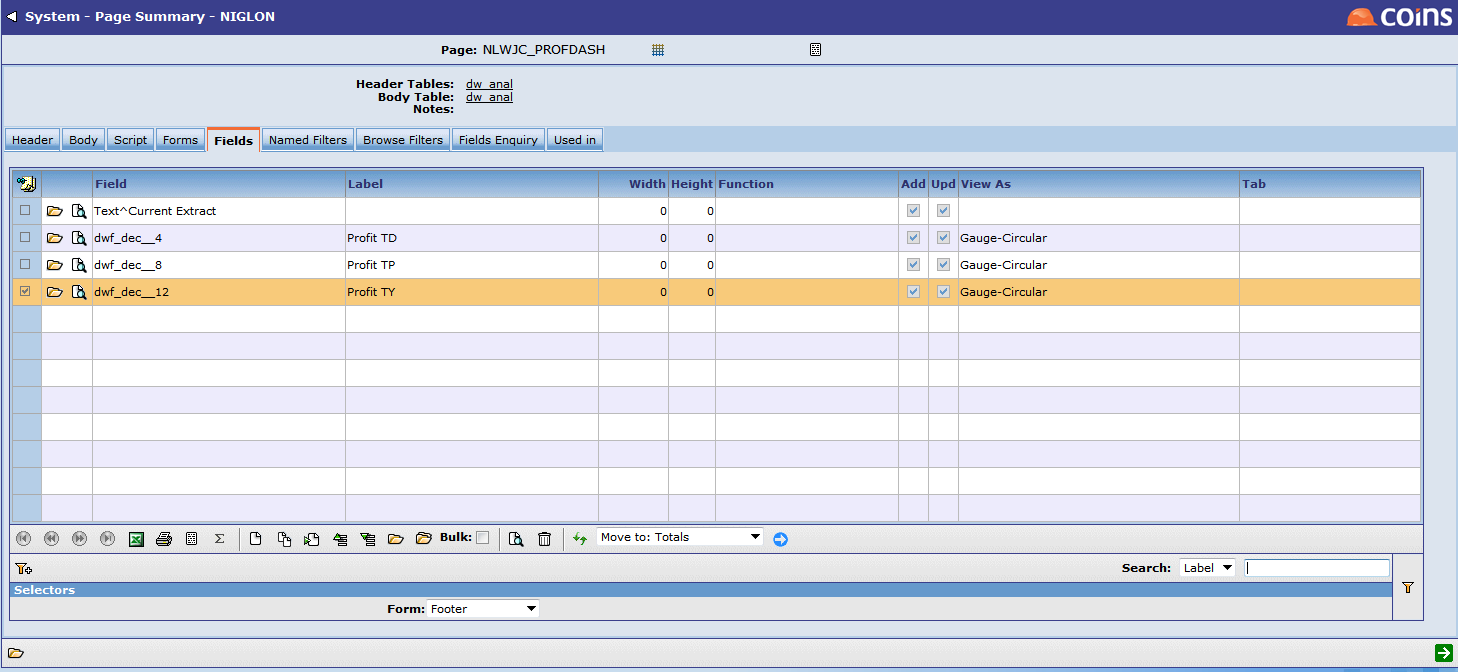 System - Page Summary - NIGLON
coins
Page: NLWJC_PROFDASH
Header Tables: dw_anal
Body Table: dw_anal
Notes:
Header Body Script Forms Fields Named Filters Browse Filters Fields Enquiry Used in
Field Label Width Height Function Add Upd View As Tab
Text^Current Extract 0 0
dwf_dec__4 Profit TD 0 0 Gauge-Circular
dwf_dec__8 Profit TP 0 0 Gauge-Circular
dwf_dec__12 Profit TY 0 0 Gauge-Circular
Σ Bulk: Move to: Totals
Search: Label
Selectors
Form: Footer